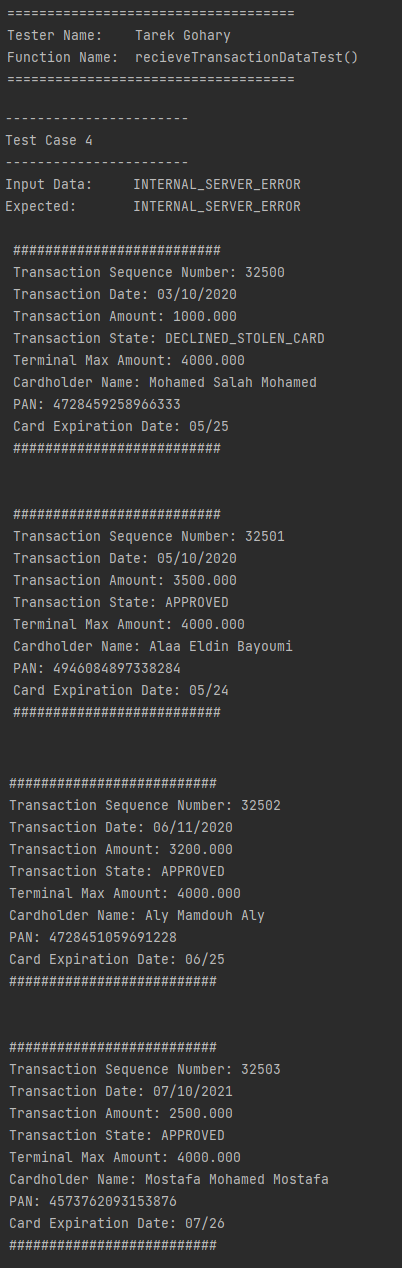 ====================================
Tester Name:    Tarek Gohary
Function Name:  recieveTransactionDataTest()
====================================
-----------------------
Test Case 4
-----------------------
Input Data:     INTERNAL_SERVER_ERROR
Expected:       INTERNAL_SERVER_ERROR
##########################
Transaction Sequence Number: 32500
Transaction Date: 03/10/2020
Transaction Amount: 1000.000
Transaction State: DECLINED_STOLEN_CARD
Terminal Max Amount: 4000.000
Cardholder Name: Mohamed Salah Mohamed
PAN: 4728459258966333
Card Expiration Date: 05/25
##########################
##########################
Transaction Sequence Number: 32501
Transaction Date: 05/10/2020
Transaction Amount: 3500.000
Transaction State: APPROVED
Terminal Max Amount: 4000.000
Cardholder Name: Alaa Eldin Bayoumi
PAN: 4946084897338284
Card Expiration Date: 05/24
##########################
##########################
Transaction Sequence Number: 32502
Transaction Date: 06/11/2020
Transaction Amount: 3200.000
Transaction State: APPROVED
Terminal Max Amount: 4000.000
Cardholder Name: Aly Mamdouh Aly
PAN: 4728451059691228
Card Expiration Date: 06/25
##########################
##########################
Transaction Sequence Number: 32503
Transaction Date: 07/10/2021
Transaction Amount: 2500.000
Transaction State: APPROVED
Terminal Max Amount: 4000.000
Cardholder Name: Mostafa Mohamed Mostafa
PAN: 4573762093153876
Card Expiration Date: 07/26
##########################